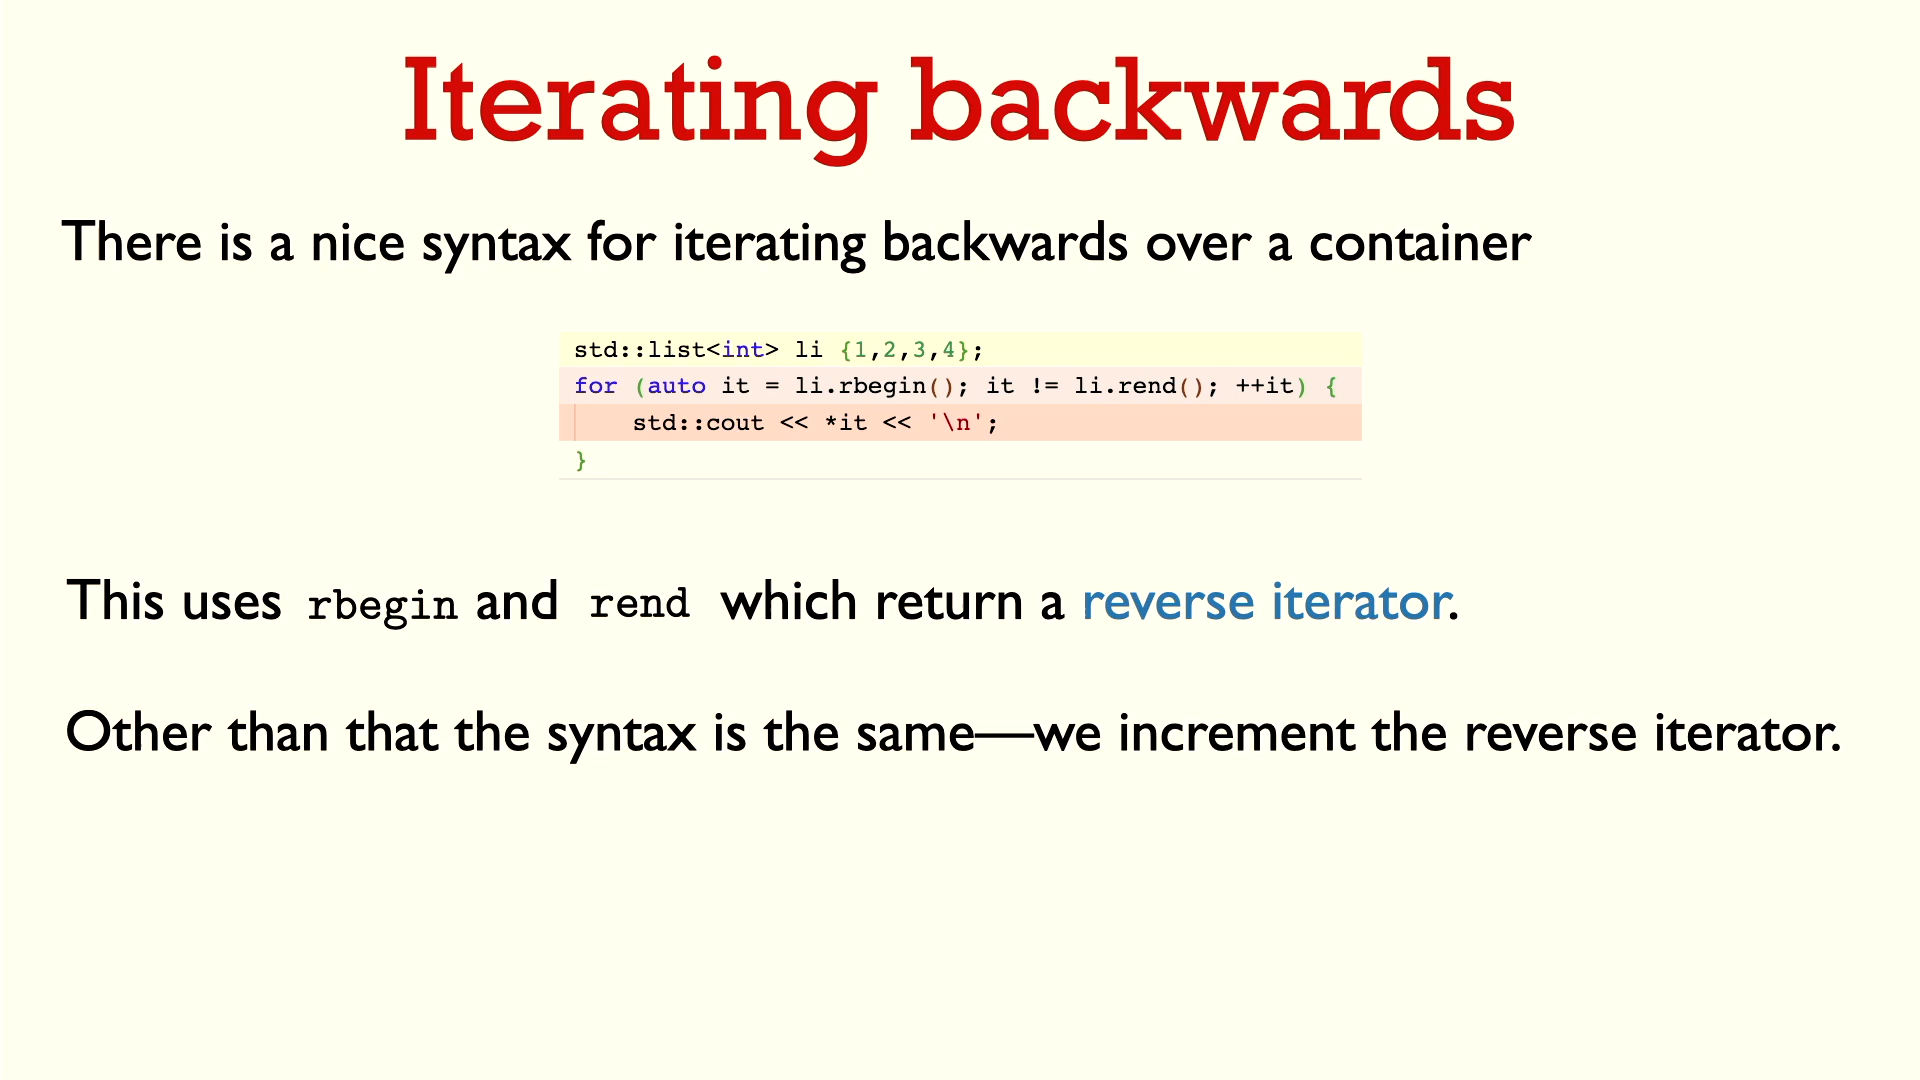 Iterating backwards
There is a nice syntax for iterating backwards over a container
std::list<int> li {1,2,3,4};
for (auto it = li.rbegin(); it != li.rend(); ++it) {
    std::cout << *it << '\n';
}
This uses rbegin and rend which return a reverse iterator.
Other than that the syntax is the same—we increment the reverse iterator.